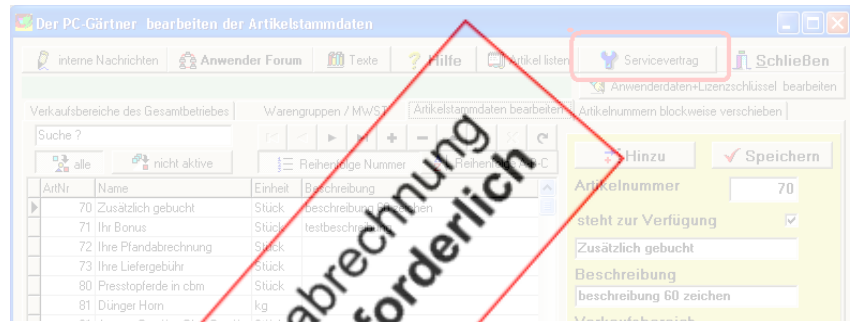 Der PC-Gärtner bearbeiten der Artikelstammdaten
interne Nachrichten Anwender Forum Texte ? Hilfe Artikel listen Servicevertrag Schließen
Anwenderdaten+Lizenzschlüssel bearbeiten
Verkaufsbereiche des Gesamtbetriebes Warengruppen / MWST Artikelstammdaten bearbeiten Artikelnummern blockweise verschieben
Suche ?
alle nicht aktive Reihenfolge Nummer Reihenfolge A-B-C
Hinzu Speichern
ArtNr Name Einheit Beschreibung
70 Zusätzlich gebucht Stück beschreibung 60 zeichen
71 Ihr Bonus Stück testbeschreibung
72 Ihre Pfandabrechnung Stück
73 Ihre Liefergebühr Stück
80 Presstopferde in cbm Stück
81 Dünger Horn kg
Artikelnummer 70
steht zur Verfügung
Zusätzlich gebucht
Beschreibung
beschreibung 60 zeichen
Verkaufsbereich
abrechnung
forderlich